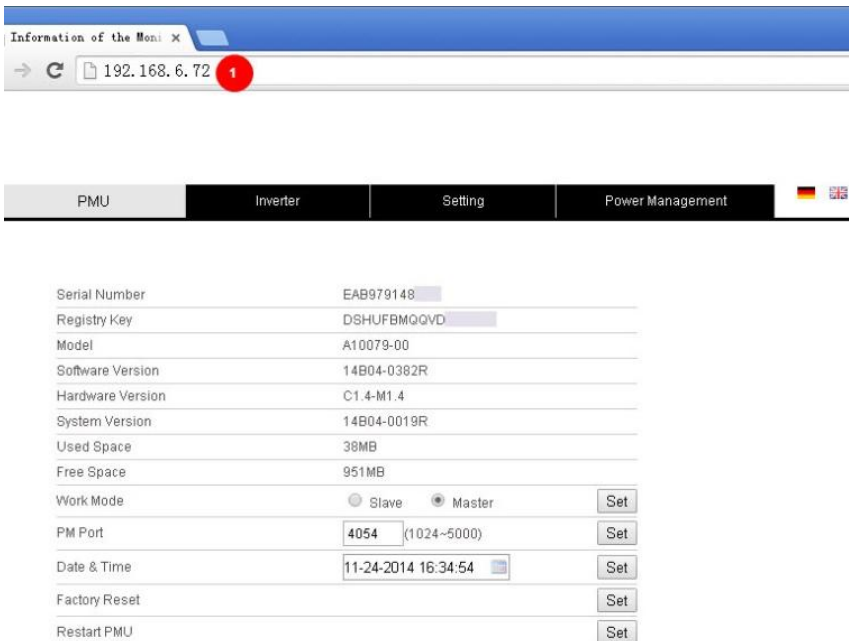 Information of the Moni x
192.168.6.72 1
PMU Inverter Setting Power Management
Serial Number EAB979148
Registry Key DSHUFBMQQVD
Model A10079-00
Software Version 14B04-0382R
Hardware Version C1.4-M1.4
System Version 14B04-0019R
Used Space 38MB
Free Space 951MB
Work Mode Slave Master Set
PM Port 4054 (1024~5000) Set
Date & Time 11-24-2014 16:34:54 Set
Factory Reset Set
Restart PMU Set